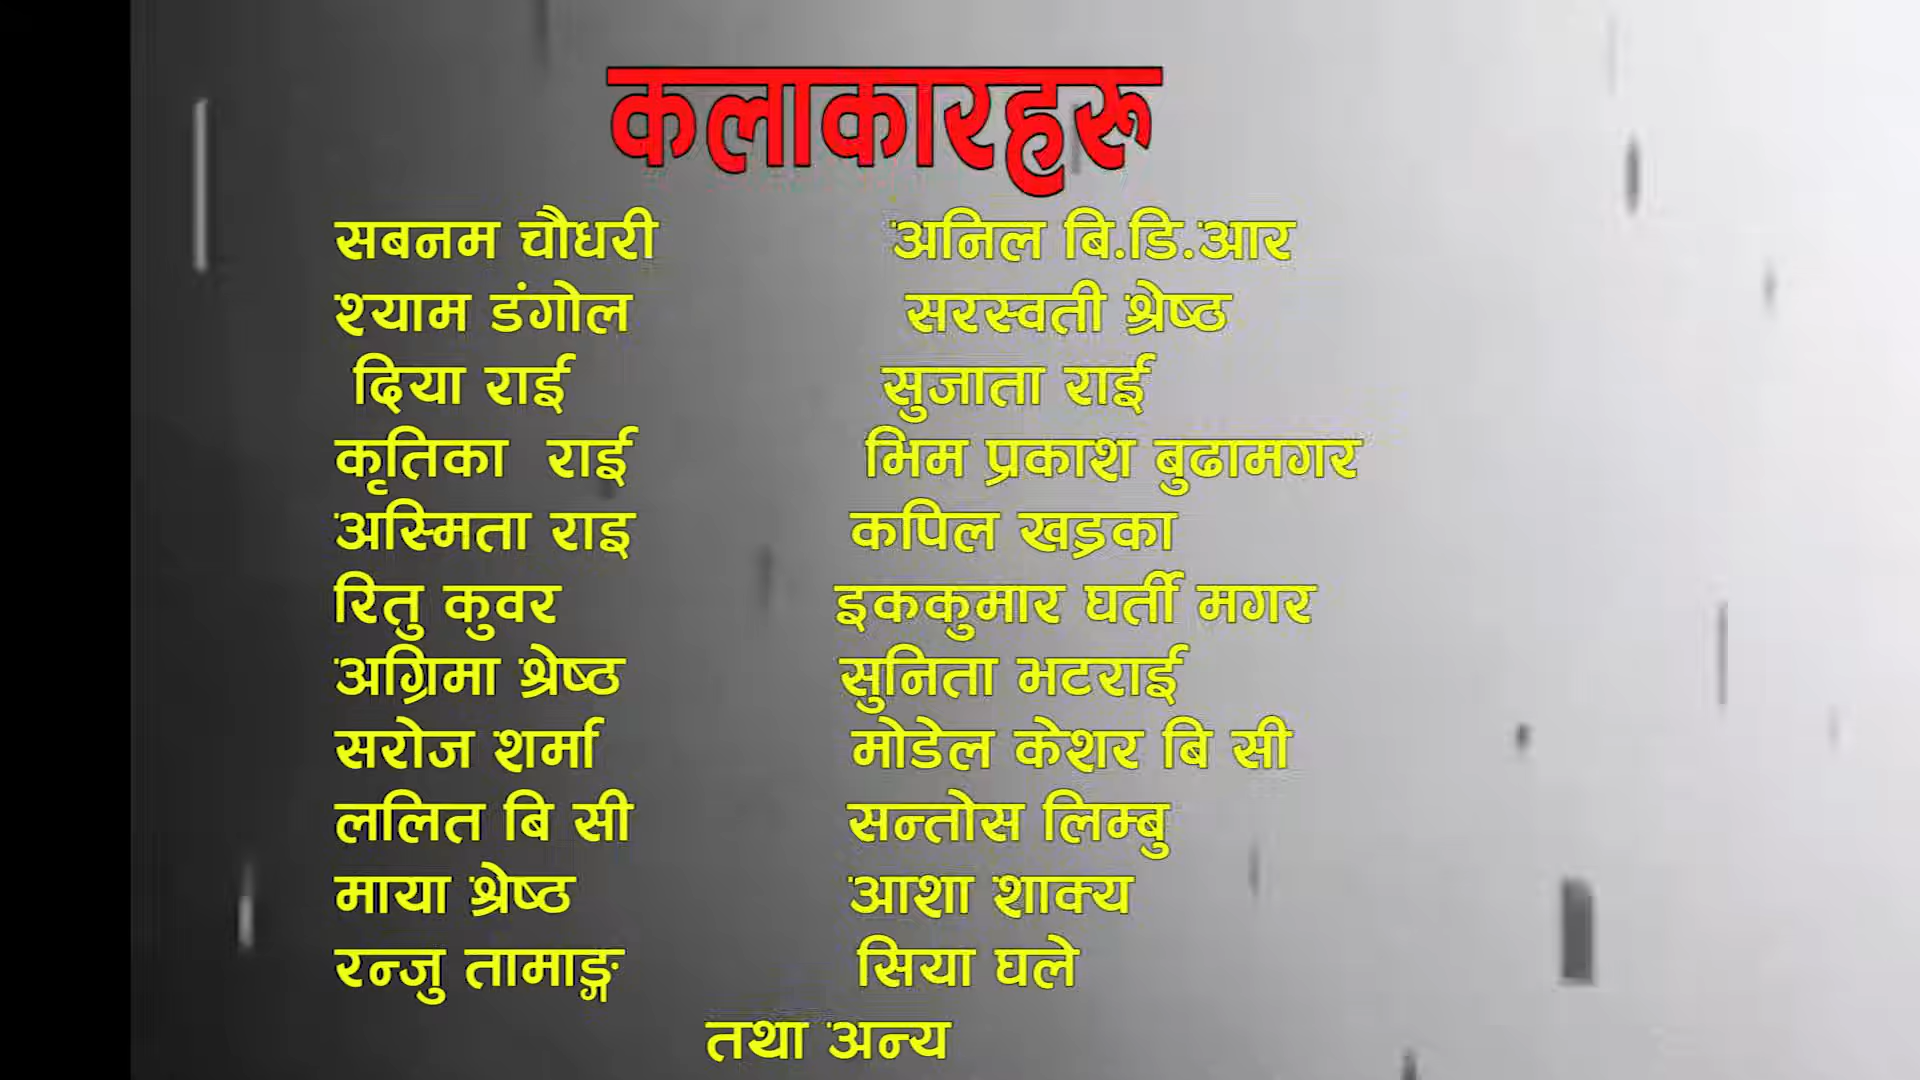 कलाकारहरू
सबनम चौधरी अनिल बि.डि.आर
श्याम डंगोल सरस्वती श्रेष्ठ
दिया राई सुजाता राई
कृतिका राई भिम प्रकाश बुढामगर
अस्मिता राइ कपिल खड्का
रितु कुवर इककुमार घर्ती मगर
अग्रिमा श्रेष्ठ सुनिता भटराई
सरोज शर्मा मोडेल केशर बि सी
ललित बि सी सन्तोस लिम्बु
माया श्रेष्ठ आशा शाक्य
रन्जु तामाङ्ग सिया घले
तथा अन्य